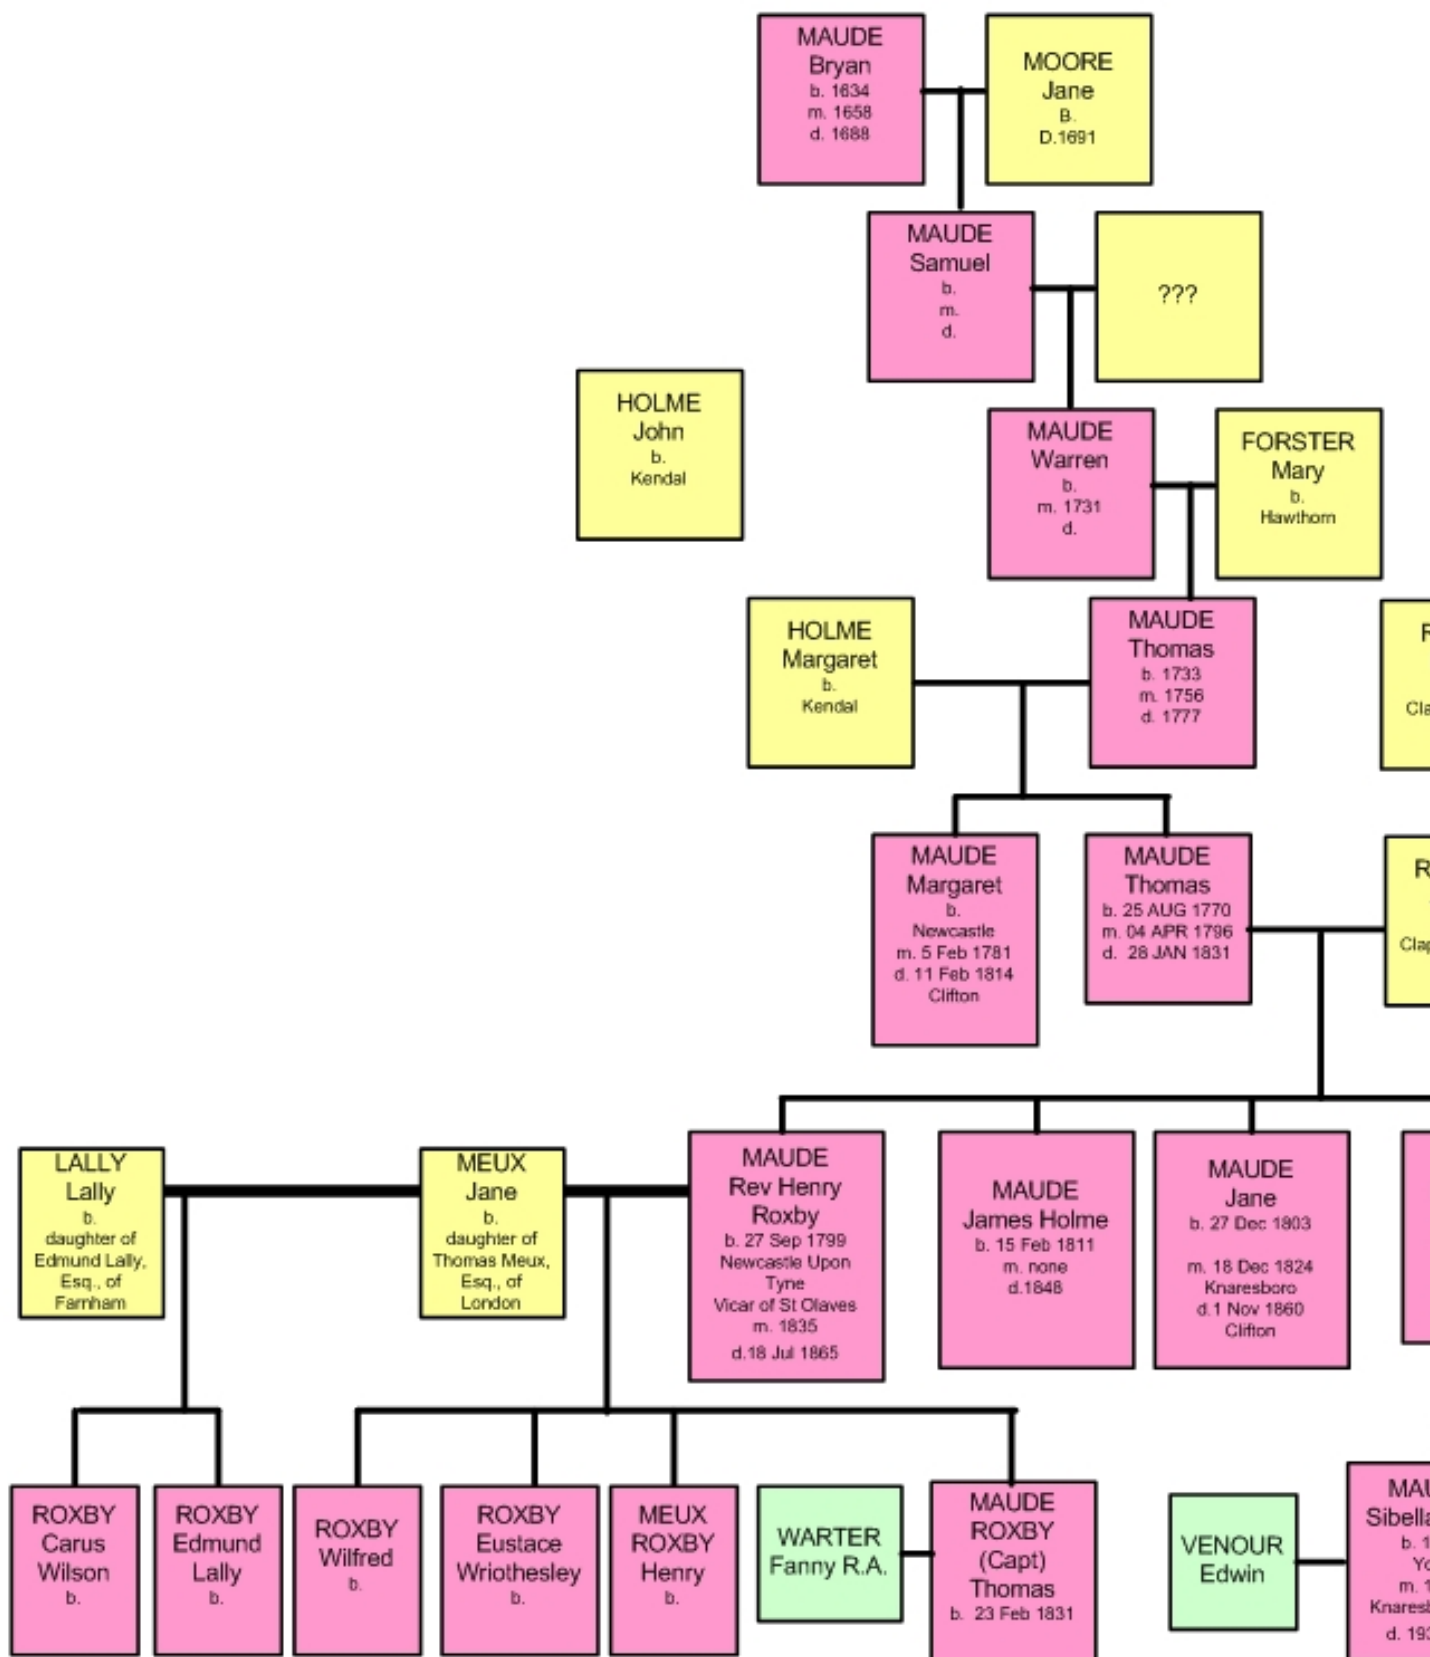 MAUDE
Bryan
b. 1634
m. 1658
d. 1688
MOORE
Jane
B.
D.1691
MAUDE
Samuel
b.
m.
d.
???
HOLME
John
b.
Kendal
MAUDE
Warren
b.
m. 1731
d.
FORSTER
Mary
b.
Hawthorn
HOLME
Margaret
b.
Kendal
MAUDE
Thomas
b. 1733
m. 1756
d. 1777
MAUDE
Margaret
b.
Newcastle
m. 5 Feb 1781
d. 11 Feb 1814
Clifton
MAUDE
Thomas
b. 25 AUG 1770
m. 04 APR 1796
d. 28 JAN 1831
LALLY
Lally
b.
daughter of
Edmund Lally,
Esq., of
Farnham
MEUX
Jane
b.
daughter of
Thomas Meux,
Esq., of
London
MAUDE
Rev Henry
Roxby
b. 27 Sep 1799
Newcastle Upon
Tyne
Vicar of St Olaves
m. 1835
d.18 Jul 1865
MAUDE
James Holme
b. 15 Feb 1811
m. none
d.1848
MAUDE
Jane
b. 27 Dec 1803
m. 18 Dec 1824
Knaresboro
d.1 Nov 1860
Clifton
ROXBY
Carus
Wilson
b.
ROXBY
Edmund
Lally
b.
ROXBY
Wilfred
b.
ROXBY
Eustace
Wriothesley
b.
MEUX
ROXBY
Henry
b.
WARTER
Fanny R.A.
MAUDE
ROXBY
(Capt)
Thomas
b. 23 Feb 1831
VENOUR
Edwin
Sibella
b.
m.
d.